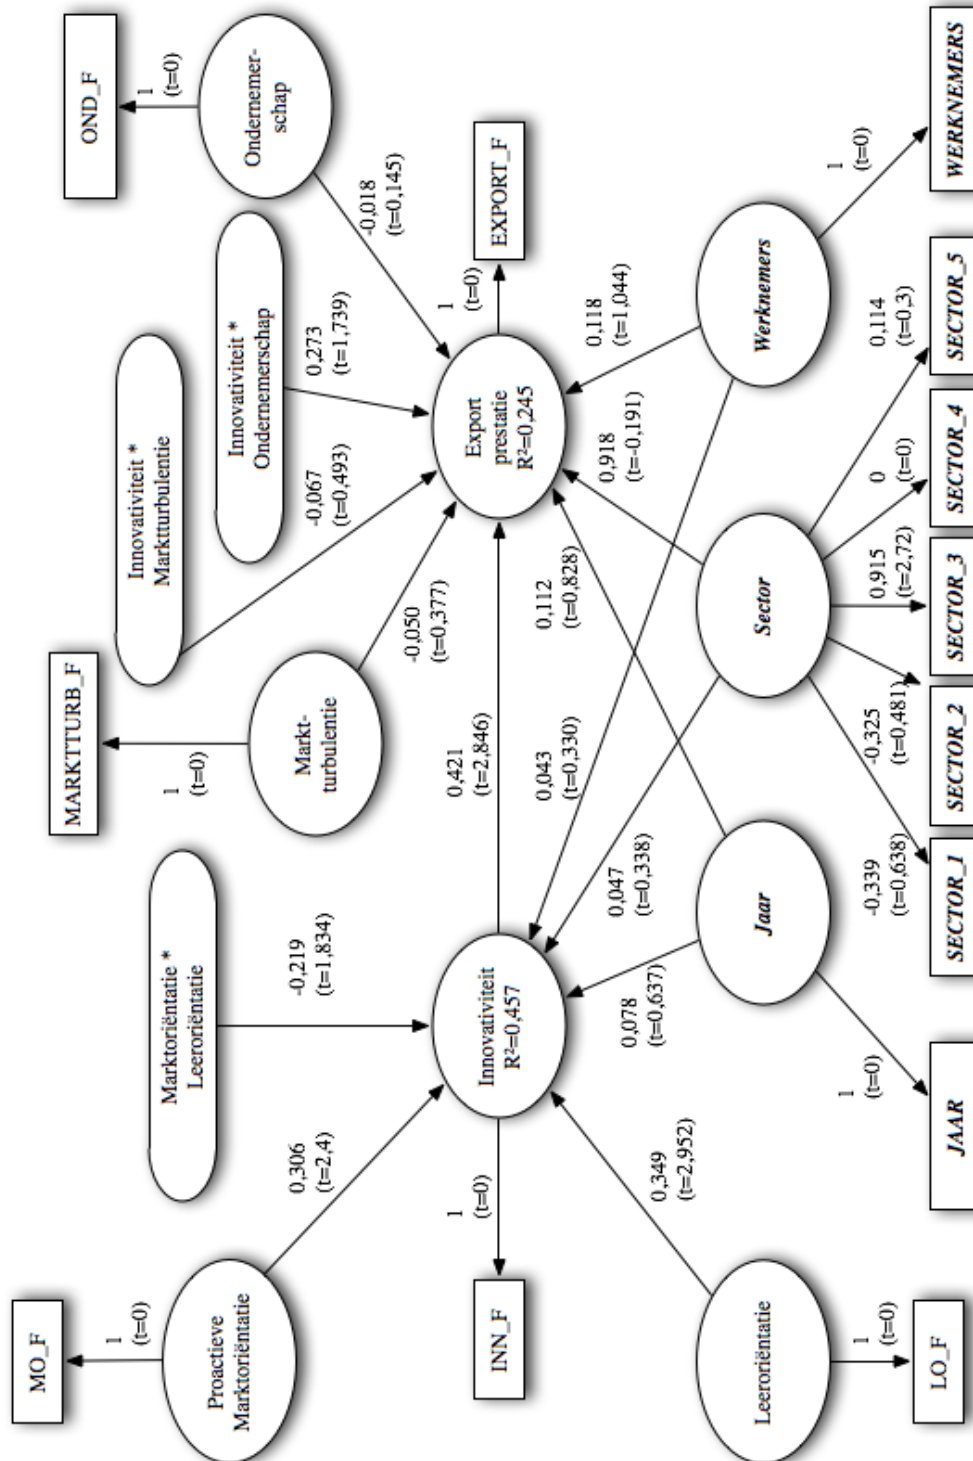 MO_F
1
(t=0)
Proactieve
Marktoriëntatie
0,306
(t=2,4)
Marktoriëntatie *
Leeroriëntatie
-0,219
(t=1,834)
MARKTTURB_F
1
(t=0)
Markt-
turbulentie
-0,050
(t=0,377)
Innovativiteit *
Marktturbulentie
-0,067
(t=0,493)
Innovativiteit *
Ondernemerschap
0,273
(t=1,739)
OND_F
1
(t=0)
Ondernemer-
schap
-0,018
(t=0,145)
INN_F
1
(t=0)
Innovativiteit
R²=0,457
0,421
(t=2,846)
Export
prestatie
R²=0,245
1
(t=0)
EXPORT_F
0,349
(t=2,952)
0,078
(t=0,637)
0,047
(t=0,338)
0,043
(t=0,330)
0,112
(t=0,828)
0,918
(t=-0,191)
0,118
(t=1,044)
Leeroriëntatie
1
(t=0)
LO_F
Jaar
1
(t=0)
JAAR
Sector
-0,339
(t=0,638)
-0,325
(t=0,481)
0,915
(t=2,72)
0
(t=0)
0,114
(t=0,3)
SECTOR_1
SECTOR_2
SECTOR_3
SECTOR_4
SECTOR_5
Werknemers
1
(t=0)
WERKNEMERS